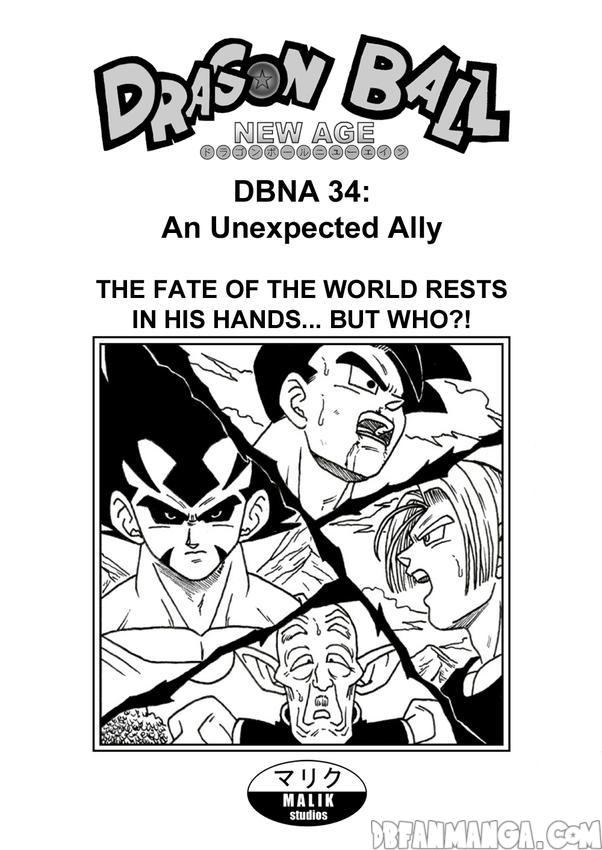 DRAGON BALL
NEW AGE
ドラゴンボールニューエイジ
DBNA 34:
An Unexpected Ally
THE FATE OF THE WORLD RESTS
IN HIS HANDS... BUT WHO?!
マリク
MALIK
studios
DBFANMANGA.COM